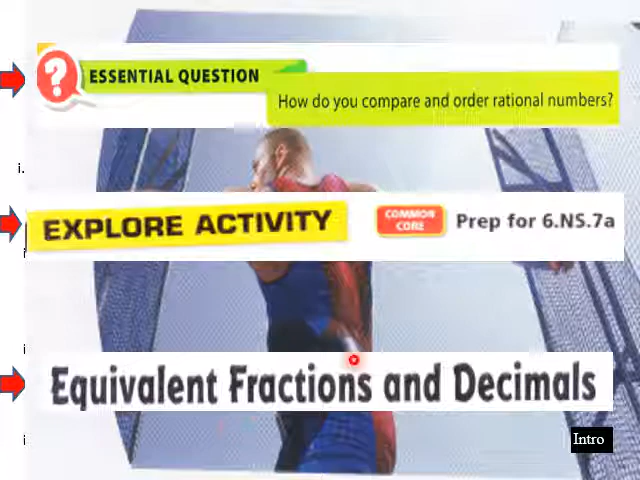 ?
ESSENTIAL QUESTION
How do you compare and order rational numbers?
i.
EXPLORE ACTIVITY
COMMON CORE
Prep for 6.NS.7a
i
i
Equivalent Fractions and Decimals
i
Intro